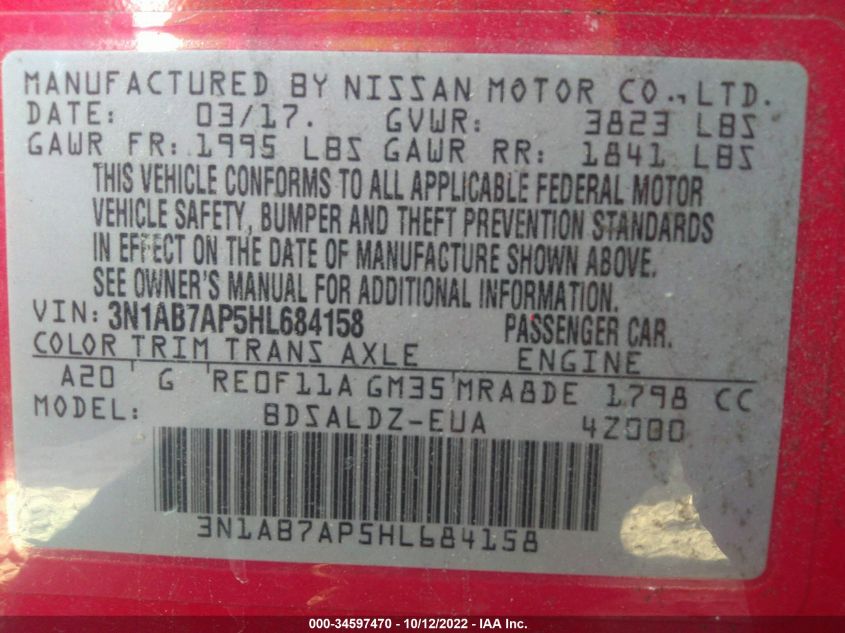 MANUFACTURED BY NISSAN MOTOR CO., LTD.
DATE: 03/17. GVWR: 3823 LBS
GAWR FR: 1995 LBS GAWR RR: 1841 LBS
THIS VEHICLE CONFORMS TO ALL APPLICABLE FEDERAL MOTOR
VEHICLE SAFETY, BUMPER AND THEFT PREVENTION STANDARDS
IN EFFECT ON THE DATE OF MANUFACTURE SHOWN ABOVE.
SEE OWNER'S MANUAL FOR ADDITIONAL INFORMATION.
VIN: 3N1AB7AP5HL684158 PASSENGER CAR.
COLOR TRIM TRANS AXLE ENGINE
A20 G RE0F11A GM35 MRA8DE 1798 CC
MODEL: BDSALDZ-EUA 4Z000
3N1AB7AP5HL684158
000-34597470 - 10/12/2022 - IAA Inc.